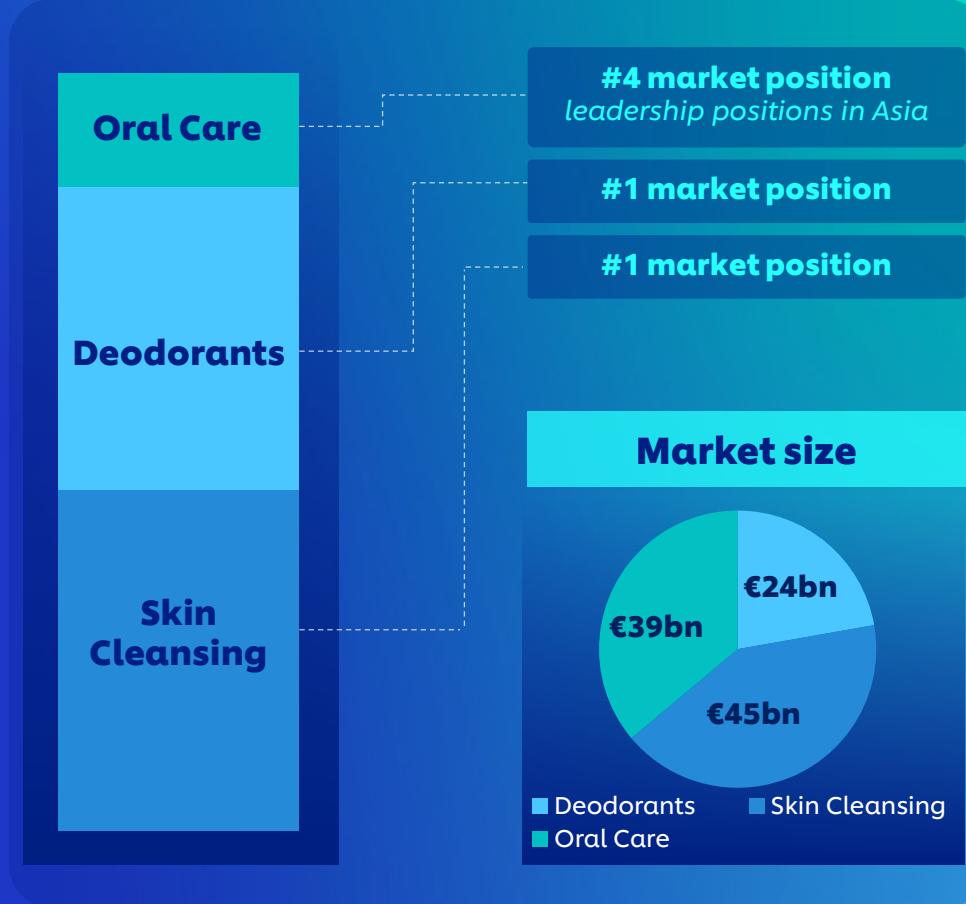 Oral Care
Deodorants
Skin
Cleansing
#4 market position
leadership positions in Asia
#1 market position
#1 market position
Market size
€24bn
€39bn
€45bn
Deodorants
Skin Cleansing
Oral Care